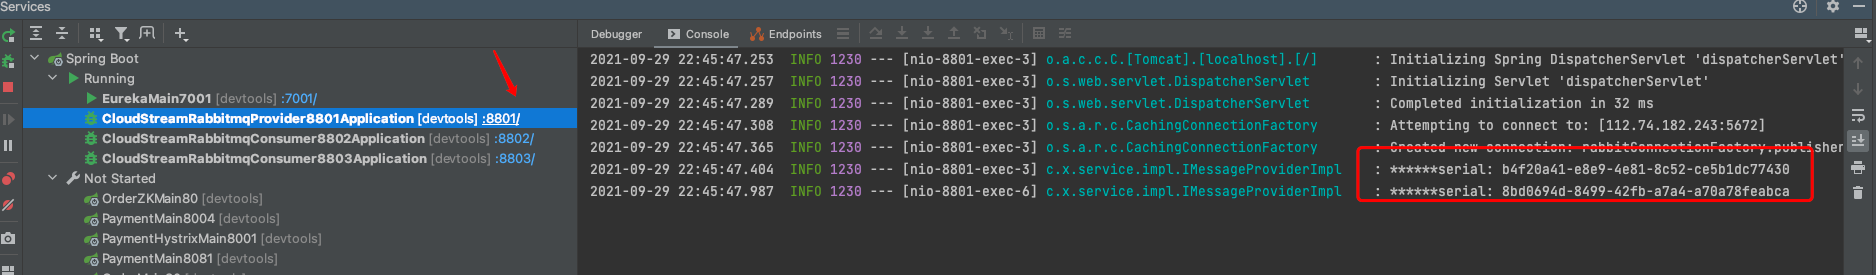 Services
Spring Boot
Running
EurekaMain7001 [devtools] :7001/
CloudStreamRabbitmqProvider8801Application [devtools] :8801/
CloudStreamRabbitmqConsumer8802Application [devtools] :8802/
CloudStreamRabbitmqConsumer8803Application [devtools] :8803/
Not Started
OrderZKMain80 [devtools]
PaymentMain8004 [devtools]
PaymentHystrixMain8001 [devtools]
PaymentMain8081 [devtools]
Debugger Console Endpoints
2021-09-29 22:45:47.253 INFO 1230 --- [nio-8801-exec-3] o.a.c.c.C.[Tomcat].[localhost].[/] : Initializing Spring DispatcherServlet 'dispatcherServlet'
2021-09-29 22:45:47.257 INFO 1230 --- [nio-8801-exec-3] o.s.web.servlet.DispatcherServlet : Initializing Servlet 'dispatcherServlet'
2021-09-29 22:45:47.289 INFO 1230 --- [nio-8801-exec-3] o.s.web.servlet.DispatcherServlet : Completed initialization in 32 ms
2021-09-29 22:45:47.308 INFO 1230 --- [nio-8801-exec-3] o.s.a.r.c.CachingConnectionFactory : Attempting to connect to: [112.74.182.243:5672]
2021-09-29 22:45:47.365 INFO 1230 --- [nio-8801-exec-3] o.s.a.r.c.CachingConnectionFactory : Created new connection: rabbitConnectionFactory.publisher
2021-09-29 22:45:47.404 INFO 1230 --- [nio-8801-exec-3] c.x.service.impl.IMessageProviderImpl : ******serial: b4f20a41-e8e9-4e81-8c52-ce5b1dc77430
2021-09-29 22:45:47.987 INFO 1230 --- [nio-8801-exec-6] c.x.service.impl.IMessageProviderImpl : ******serial: 8bd0694d-8499-42fb-a7a4-a70a78feabca